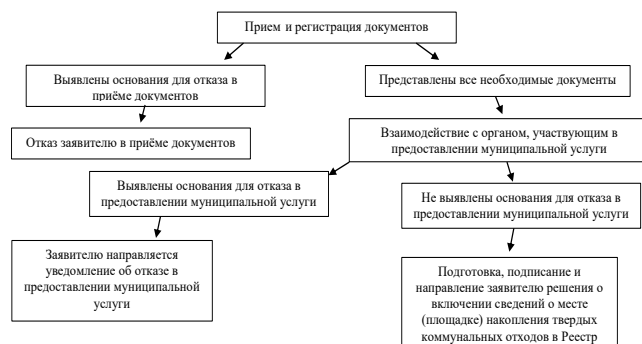 Прием и регистрация документов
Выявлены основания для отказа в
приёме документов
Представлены все необходимые документы
Отказ заявителю в приёме документов
Взаимодействие с органом, участвующим в
предоставлении муниципальной услуги
Выявлены основания для отказа в
предоставлении муниципальной услуги
Не выявлены основания для отказа в
предоставлении муниципальной услуги
Заявителю направляется
уведомление об отказе в
предоставлении муниципальной
услуги
Подготовка, подписание и
направление заявителю решения о
включении сведений о месте
(площадке) накопления твердых
коммунальных отходов в Реестр